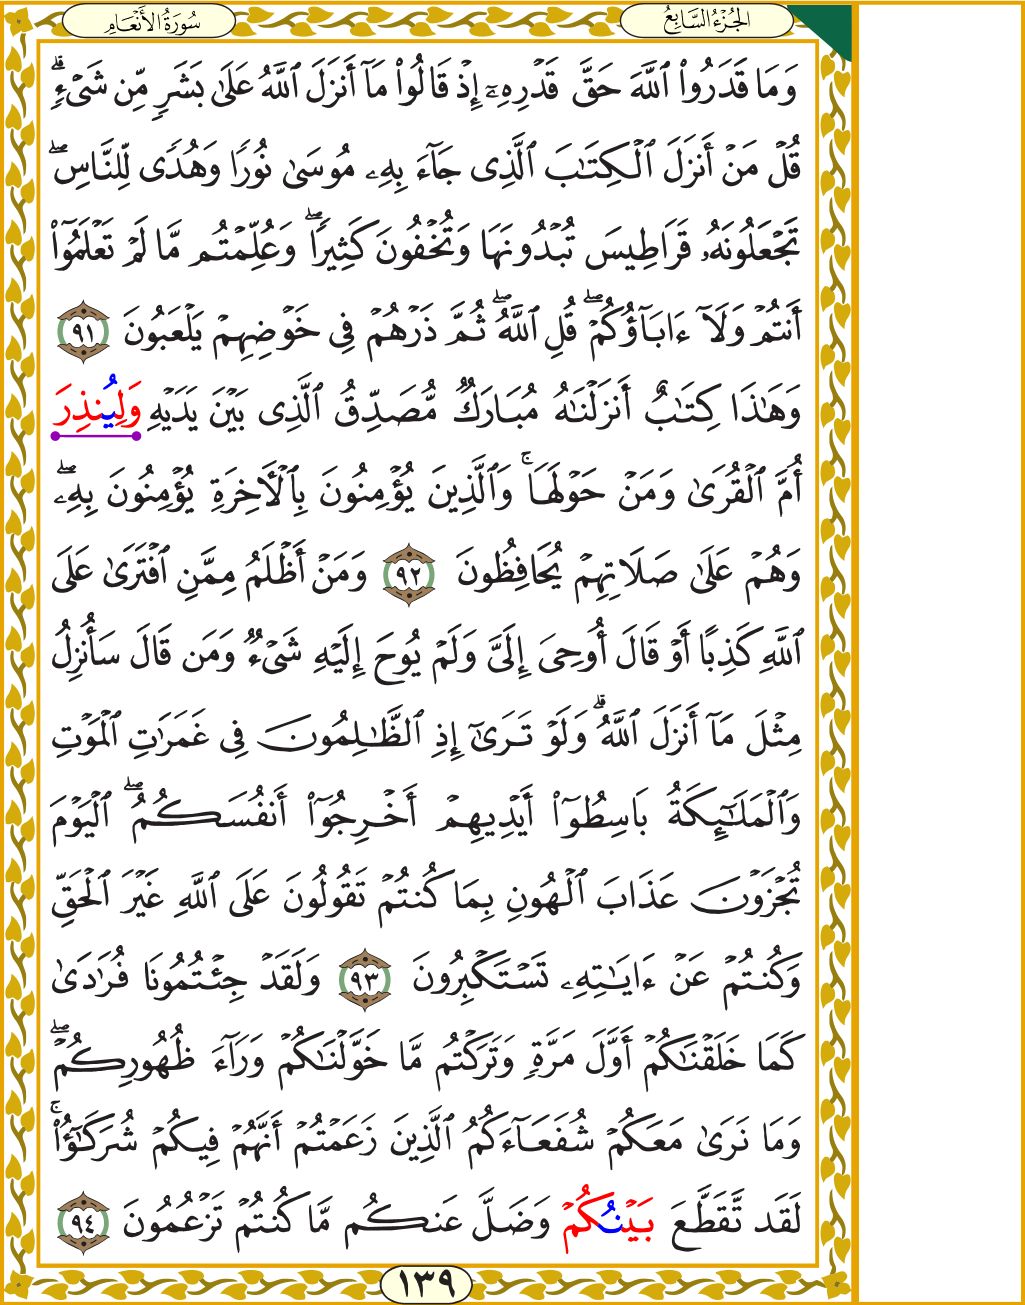 الجُزْءُ السَّابِعُ
سُورَةُ الأَنْعَامِ
وَمَا قَدَرُوا۟ ٱللَّهَ حَقَّ قَدْرِهِۦٓ إِذْ قَالُوا۟ مَآ أَنزَلَ ٱللَّهُ عَلَىٰ بَشَرٍ مِّن شَىْءٍ ۗ
قُلْ مَنْ أَنزَلَ ٱلْكِتَـٰبَ ٱلَّذِى جَآءَ بِهِۦ مُوسَىٰ نُورًا وَهُدًى لِّلنَّاسِ ۖ
تَجْعَلُونَهُۥ قَرَاطِيسَ تُبْدُونَهَا وَتُخْفُونَ كَثِيرًا ۖ وَعُلِّمْتُم مَّا لَمْ تَعْلَمُوٓا۟
أَنتُمْ وَلَآ ءَابَآؤُكُمْ ۖ قُلِ ٱللَّهُ ۖ ثُمَّ ذَرْهُمْ فِى خَوْضِهِمْ يَلْعَبُونَ ٩١
وَهَـٰذَا كِتَـٰبٌ أَنزَلْنَـٰهُ مُبَارَكٌ مُّصَدِّقُ ٱلَّذِى بَيْنَ يَدَيْهِ وَلِيُنذِرَ
أُمَّ ٱلْقُرَىٰ وَمَنْ حَوْلَهَا ۚ وَٱلَّذِينَ يُؤْمِنُونَ بِٱلْـَٔاخِرَةِ يُؤْمِنُونَ بِهِۦ ۖ
وَهُمْ عَلَىٰ صَلَاتِهِمْ يُحَافِظُونَ ٩٢ وَمَنْ أَظْلَمُ مِمَّنِ ٱفْتَرَىٰ عَلَى
ٱللَّهِ كَذِبًا أَوْ قَالَ أُوحِىَ إِلَىَّ وَلَمْ يُوحَ إِلَيْهِ شَىْءٌ وَمَن قَالَ سَأُنزِلُ
مِثْلَ مَآ أَنزَلَ ٱللَّهُ ۗ وَلَوْ تَرَىٰٓ إِذِ ٱلظَّـٰلِمُونَ فِى غَمَرَٰتِ ٱلْمَوْتِ
وَٱلْمَلَـٰٓئِكَةُ بَاسِطُوٓا۟ أَيْدِيهِمْ أَخْرِجُوٓا۟ أَنفُسَكُمُ ۖ ٱلْيَوْمَ
تُجْزَوْنَ عَذَابَ ٱلْهُونِ بِمَا كُنتُمْ تَقُولُونَ عَلَى ٱللَّهِ غَيْرَ ٱلْحَقِّ
وَكُنتُمْ عَنْ ءَايَـٰتِهِۦ تَسْتَكْبِرُونَ ٩٣ وَلَقَدْ جِئْتُمُونَا فُرَٰدَىٰ
كَمَا خَلَقْنَـٰكُمْ أَوَّلَ مَرَّةٍ وَتَرَكْتُم مَّا خَوَّلْنَـٰكُمْ وَرَآءَ ظُهُورِكُمْ ۖ
وَمَا نَرَىٰ مَعَكُمْ شُفَعَآءَكُمُ ٱلَّذِينَ زَعَمْتُمْ أَنَّهُمْ فِيكُمْ شُرَكَـٰٓؤُا۟ ۚ
لَقَد تَّقَطَّعَ بَيْنُكُمْ وَضَلَّ عَنكُم مَّا كُنتُمْ تَزْعُمُونَ ٩٤
١٣٩